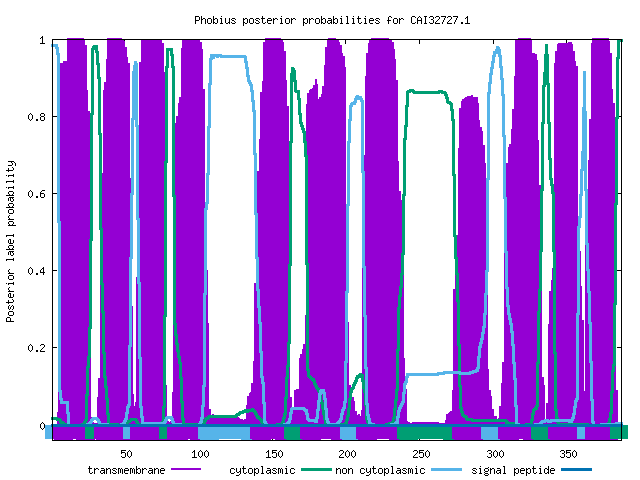 Phobius posterior probabilities for CAI32727.1
1
0.8
0.6
0.4
0.2
0
Posterior label probability
50 100 150 200 250 300 350
transmembrane cytoplasmic non cytoplasmic signal peptide